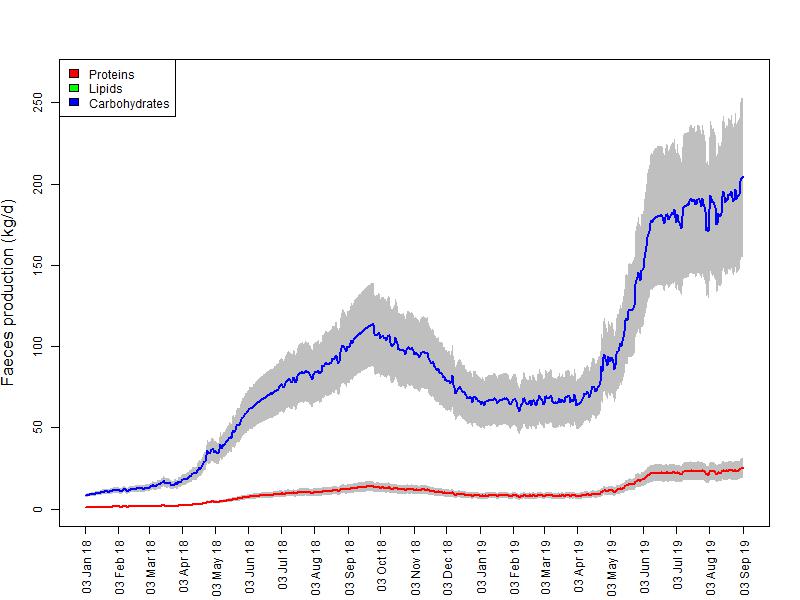 Proteins
Lipids
Carbohydrates
Faeces production (kg/d)
250
200
150
100
50
0
03 Jan 18
03 Feb 18
03 Mar 18
03 Apr 18
03 May 18
03 Jun 18
03 Jul 18
03 Aug 18
03 Sep 18
03 Oct 18
03 Nov 18
03 Dec 18
03 Jan 19
03 Feb 19
03 Mar 19
03 Apr 19
03 May 19
03 Jun 19
03 Jul 19
03 Aug 19
03 Sep 19